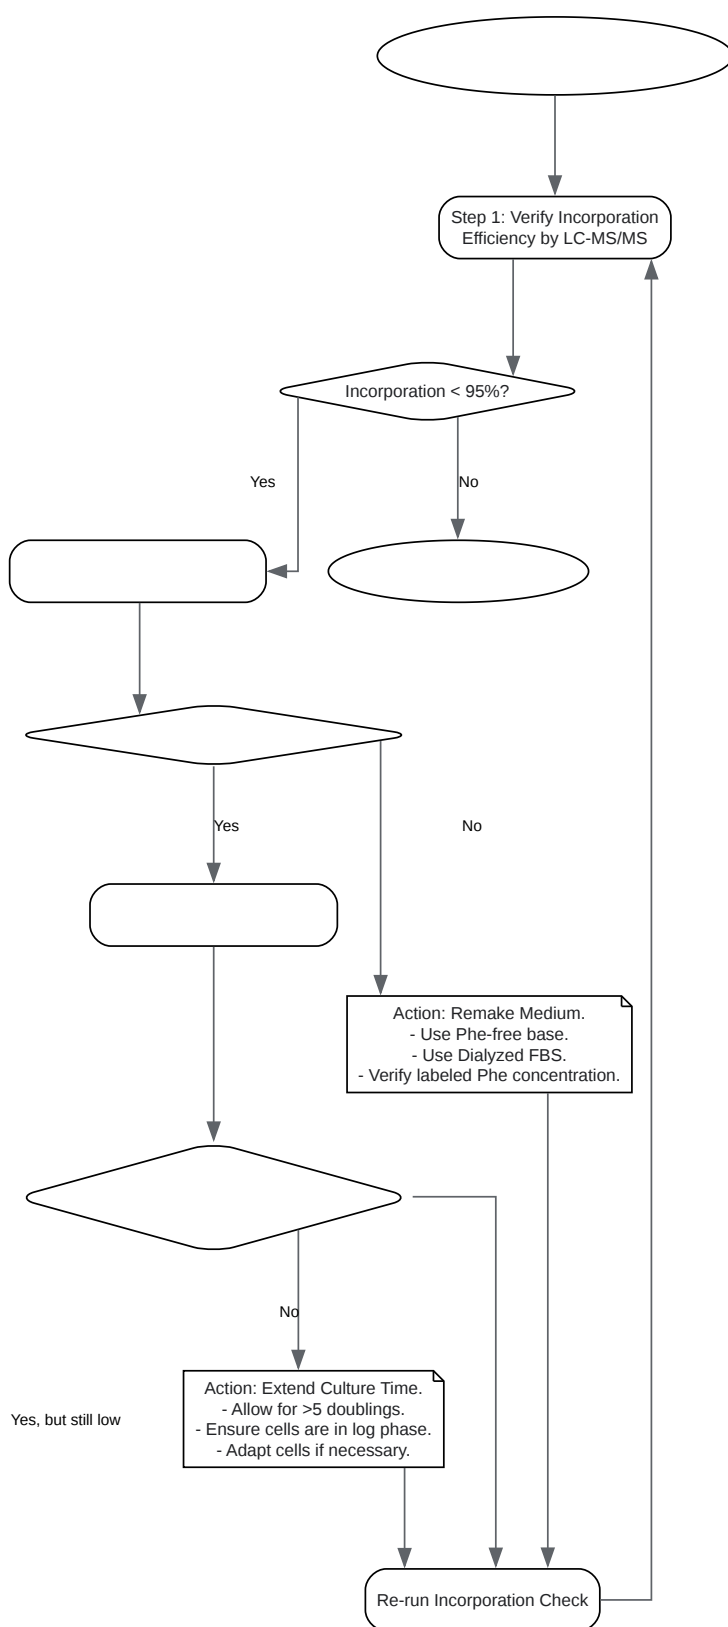 Step 1: Verify Incorporation
Efficiency by LC-MS/MS
Incorporation < 95%?
Yes
No
Yes
No
Action: Remake Medium.
- Use Phe-free base.
- Use Dialyzed FBS.
- Verify labeled Phe concentration.
No
Action: Extend Culture Time.
- Allow for >5 doublings.
- Ensure cells are in log phase.
- Adapt cells if necessary.
Yes, but still low
Re-run Incorporation Check